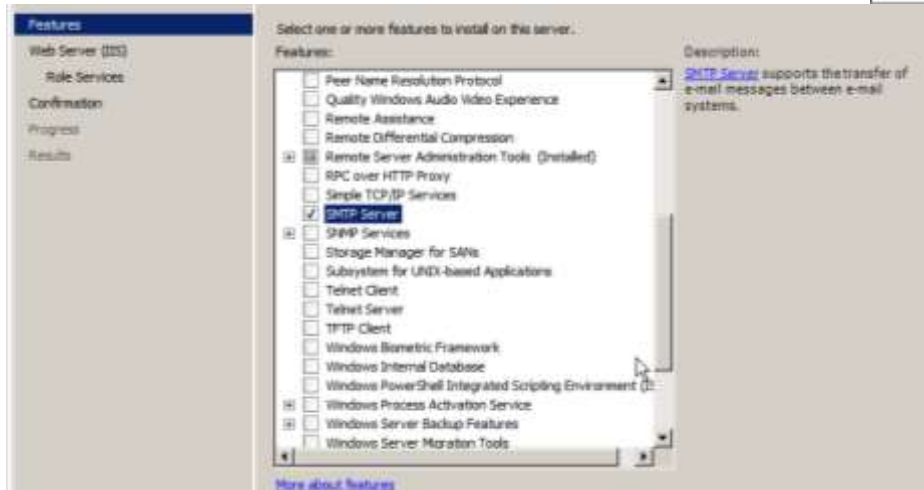 Features
Web Server (IIS)
Role Services
Confirmation
Progress
Results
Select one or more features to install on this server.
Features:
Peer Name Resolution Protocol
Quality Windows Audio Video Experience
Remote Assistance
Remote Differential Compression
Remote Server Administration Tools (Installed)
RPC over HTTP Proxy
Simple TCP/IP Services
SMTP Server
SNMP Services
Storage Manager for SANs
Subsystem for UNIX-based Applications
Telnet Client
Telnet Server
TFTP Client
Windows Biometric Framework
Windows Internal Database
Windows PowerShell Integrated Scripting Environment
Windows Process Activation Service
Windows Server Backup Features
Windows Server Migration Tools
More about features
Description:
SMTP Server supports the transfer of
e-mail messages between e-mail
systems.